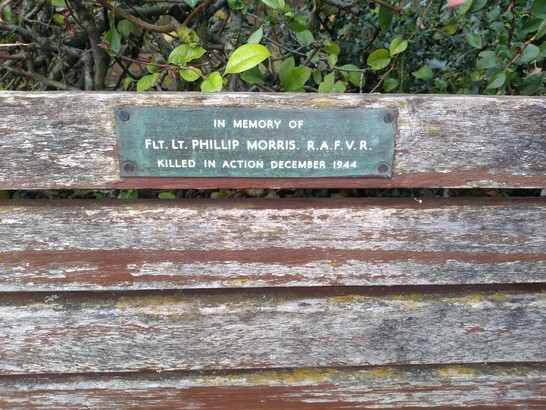 IN MEMORY OF
FLT. LT. PHILLIP MORRIS. R.A.F.V.R.
KILLED IN ACTION DECEMBER 1944